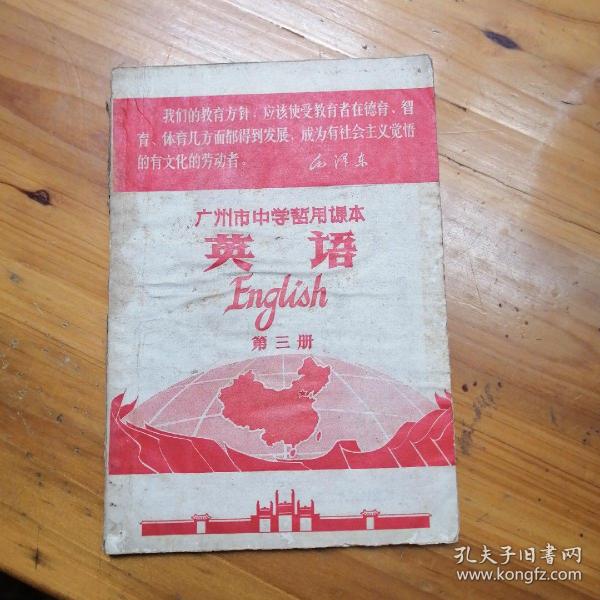 我们的教育方针，应该使受教育者在德育、智
育、体育几方面都得到发展，成为有社会主义觉悟
的有文化的劳动者。
毛泽东
广州市中学暂用课本
英语
English
第三册
孔夫子旧书网
www.kongfz.com